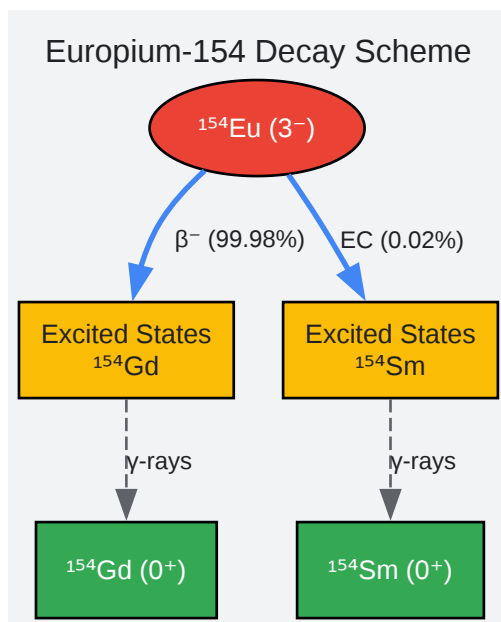 Europium-154 Decay Scheme
¹⁵⁴Eu (3⁻)
β⁻ (99.98%)
EC (0.02%)
Excited States
¹⁵⁴Gd
Excited States
¹⁵⁴Sm
γ-rays
γ-rays
¹⁵⁴Gd (0⁺)
¹⁵⁴Sm (0⁺)